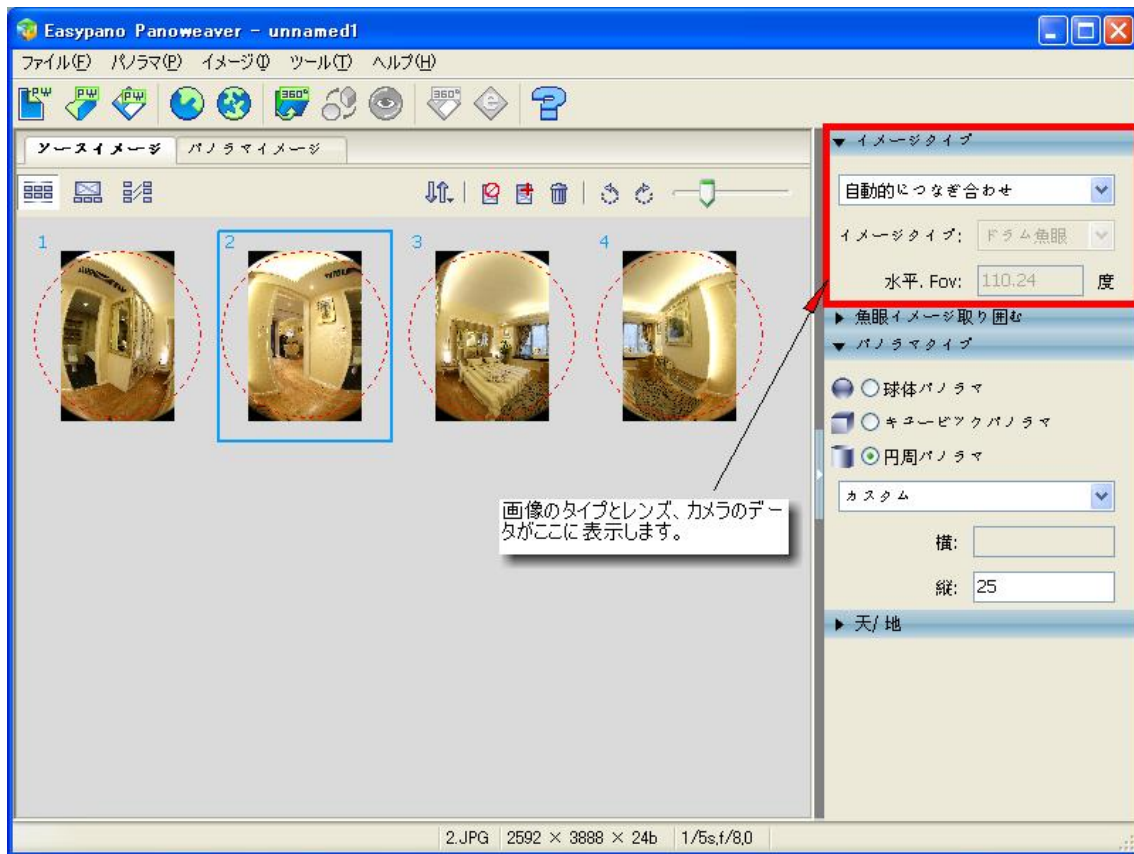 Easypano Panoweaver - unnamed1
ファイル(F) パノラマ(P) イメージ(I) ツール(T) ヘルプ(H)
ソースイメージ パノラマイメージ
1 2 3 4
画像のタイプとレンズ、カメラのデー
タがここに表示します。
イメージタイプ
自動的につなぎ合わせ
イメージタイプ: ドラム魚眼
水平. Fov: 110.24 度
魚眼イメージ取り囲む
パノラマタイプ
球体パノラマ
キュービックパノラマ
円周パノラマ
カスタム
横:
縦: 25
天/地
2.JPG 2592 × 3888 × 24b 1/5s,f/8,0